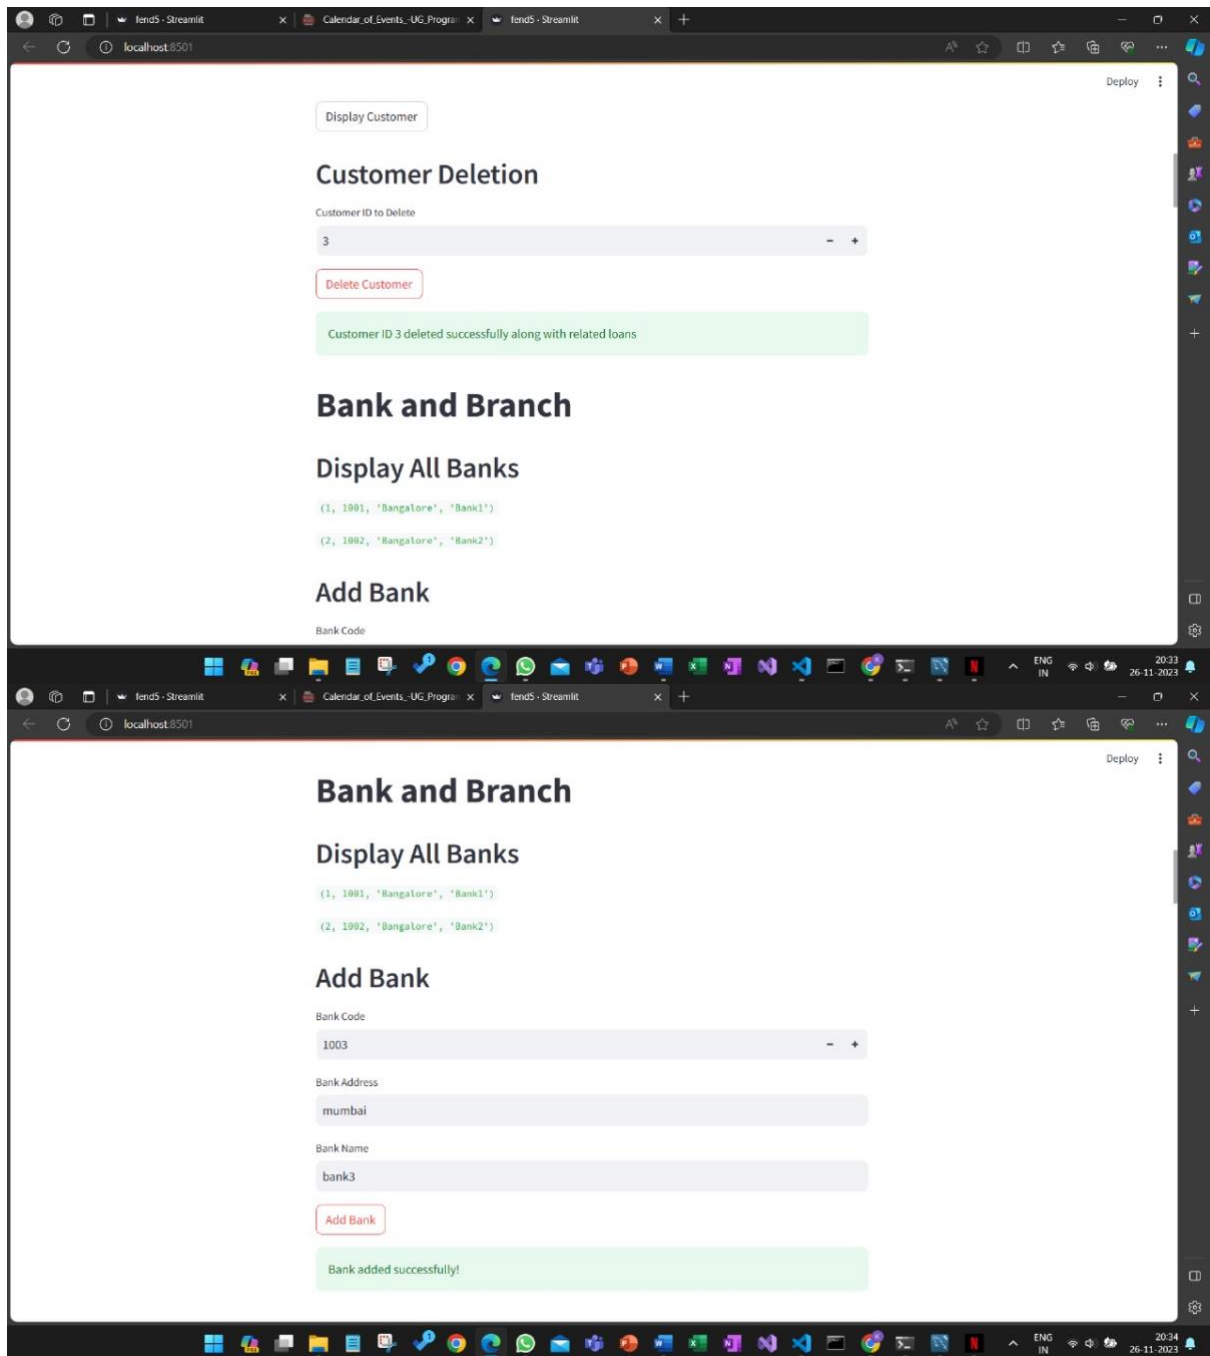 fend5 · Streamlit
Calendar_of_Events_-UG_Program
fend5 · Streamlit
localhost:8501
Deploy
Display Customer
Customer Deletion
Customer ID to Delete
3
Delete Customer
Customer ID 3 deleted successfully along with related loans
Bank and Branch
Display All Banks
(1, 1001, 'Bangalore', 'Bank1')
(2, 1002, 'Bangalore', 'Bank2')
Add Bank
Bank Code
ENG
IN
20:33
26-11-2023
fend5 · Streamlit
Calendar_of_Events_-UG_Program
fend5 · Streamlit
localhost:8501
Deploy
Bank and Branch
Display All Banks
(1, 1001, 'Bangalore', 'Bank1')
(2, 1002, 'Bangalore', 'Bank2')
Add Bank
Bank Code
1003
Bank Address
mumbai
Bank Name
bank3
Add Bank
Bank added successfully!
ENG
IN
20:34
26-11-2023